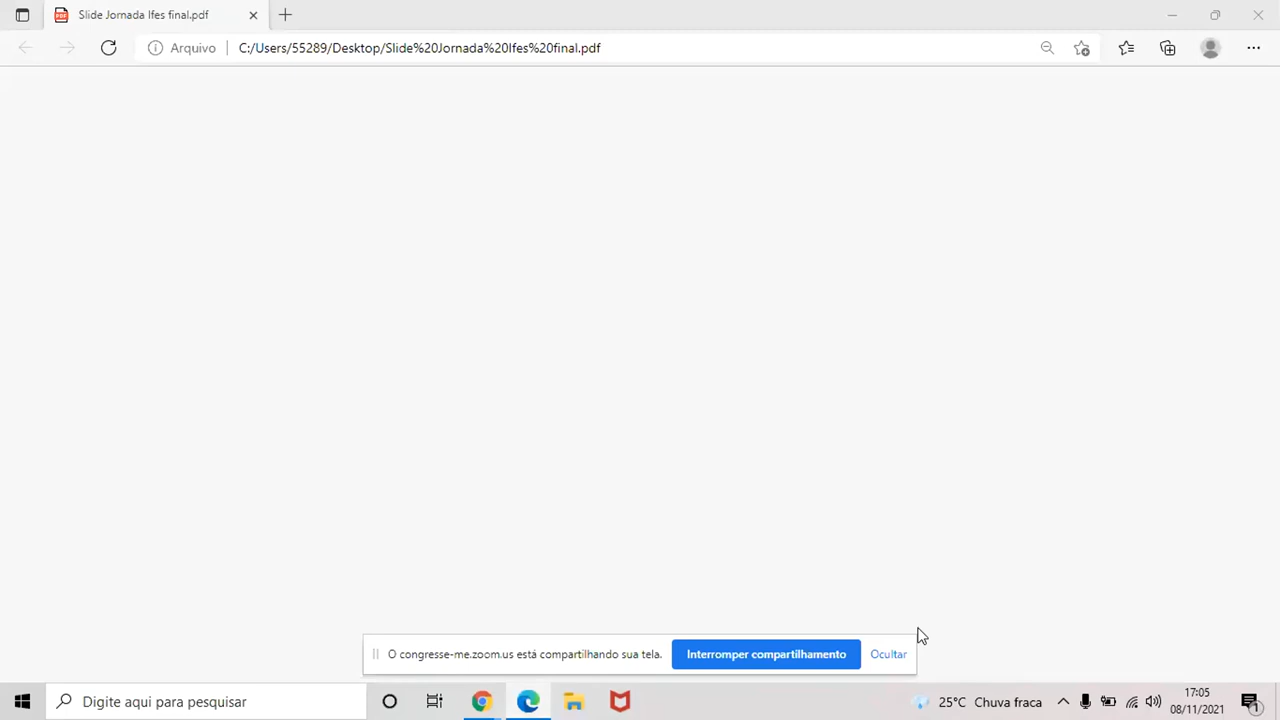 Slide Jornada Ifes final.pdf
Arquivo C:/Users/55289/Desktop/Slide%20Jornada%20Ifes%20final.pdf
O congresse-me.zoom.us está compartilhando sua tela. Interromper compartilhamento Ocultar
Digite aqui para pesquisar 25°C Chuva fraca 17:05
08/11/2021 1